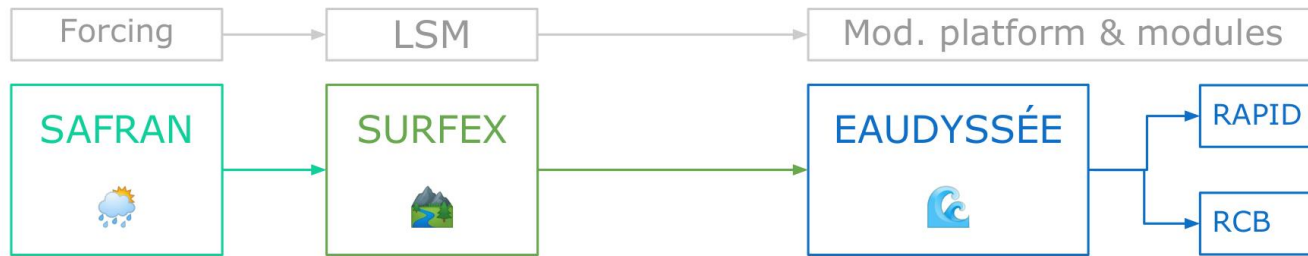 Forcing
LSM
Mod. platform & modules
SAFRAN
SURFEX
EAUDYSSÉE
RAPID
RCB